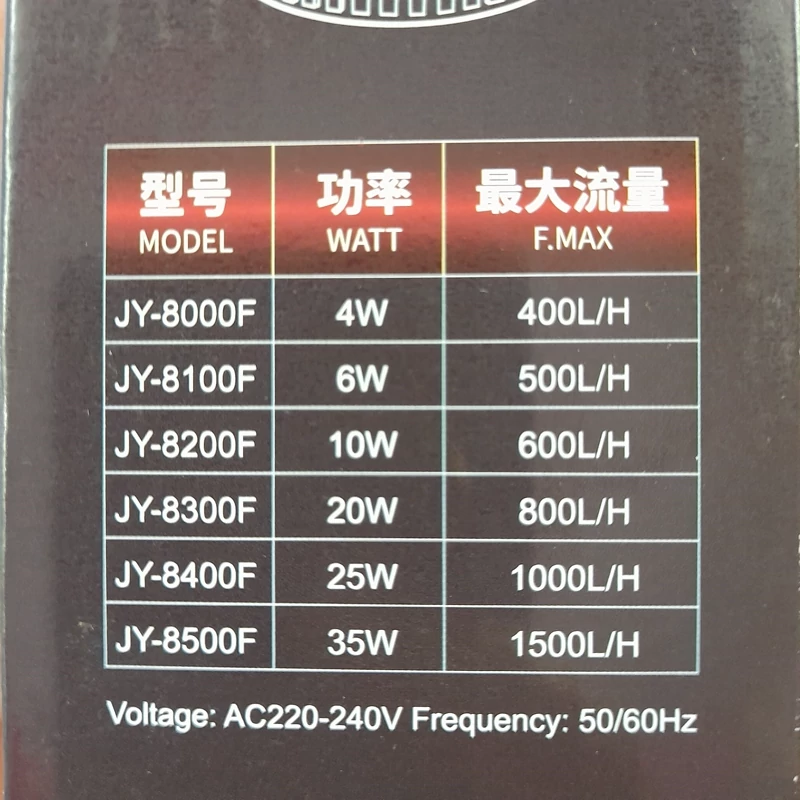 型号 功率 最大流量
MODEL WATT F.MAX
JY-8000F 4W 400L/H
JY-8100F 6W 500L/H
JY-8200F 10W 600L/H
JY-8300F 20W 800L/H
JY-8400F 25W 1000L/H
JY-8500F 35W 1500L/H
Voltage: AC220-240V Frequency: 50/60Hz